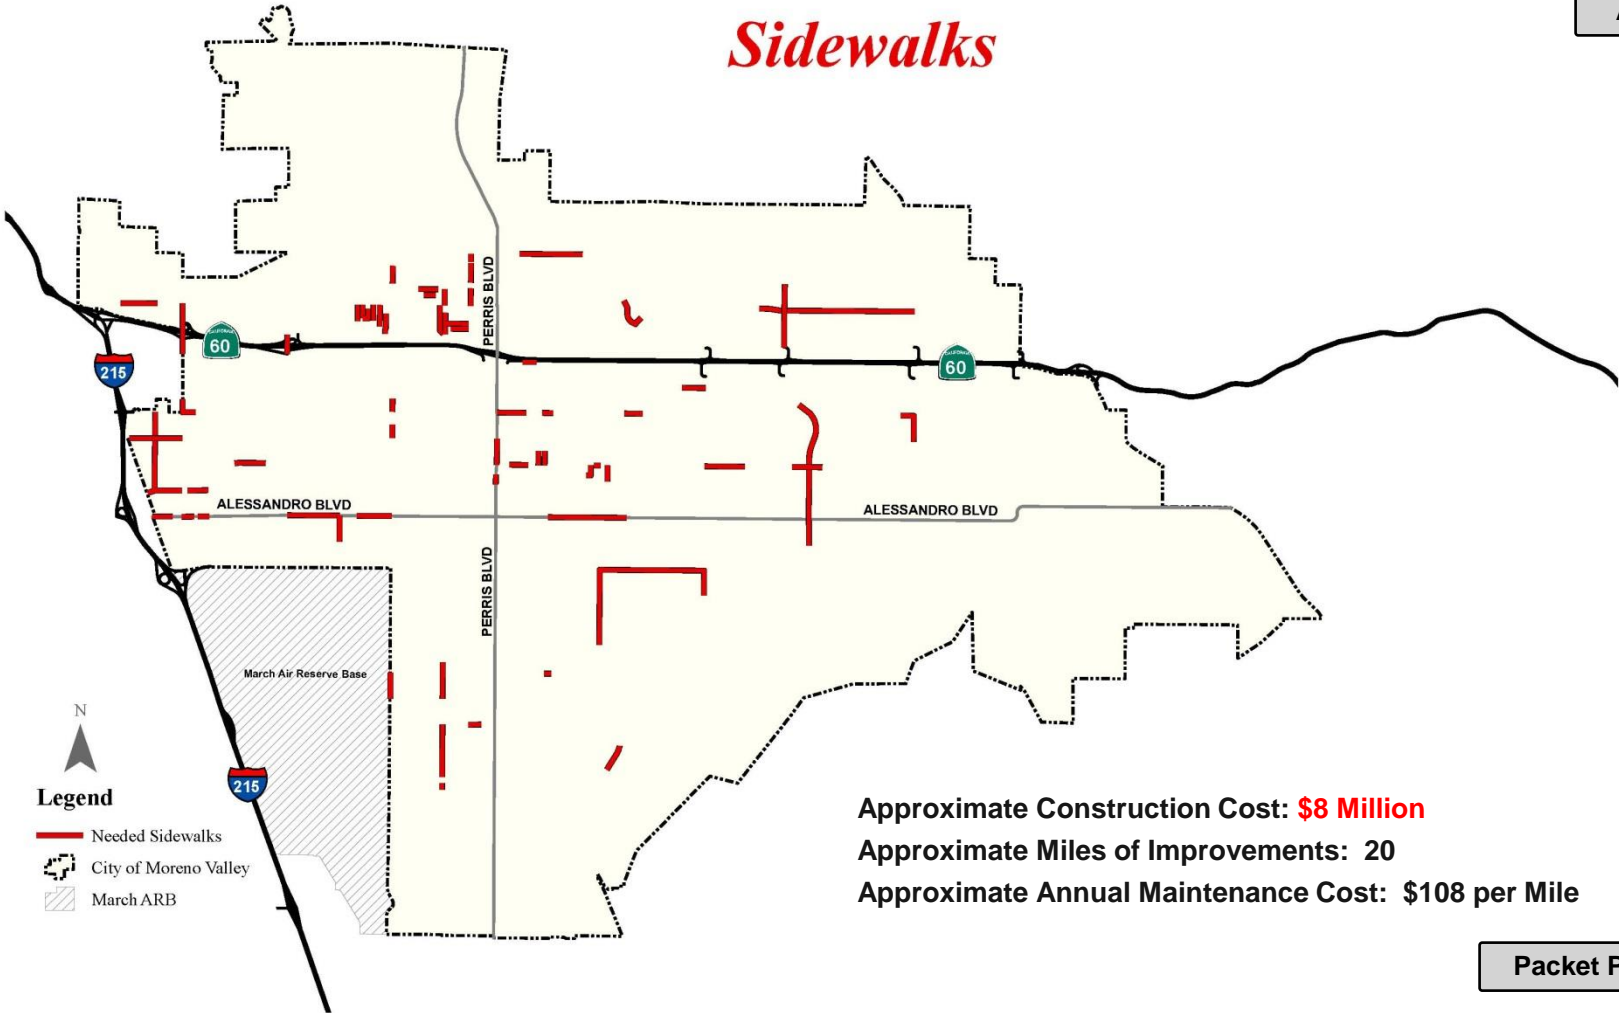 A
Sidewalks
PERRIS BLVD
CALIFORNIA
60
215
CALIFORNIA
60
ALESSANDRO BLVD
ALESSANDRO BLVD
PERRIS BLVD
March Air Reserve Base
N
215
Legend
Needed Sidewalks
City of Moreno Valley
March ARB
Approximate Construction Cost: $8 Million
Approximate Miles of Improvements: 20
Approximate Annual Maintenance Cost: $108 per Mile
Packet P